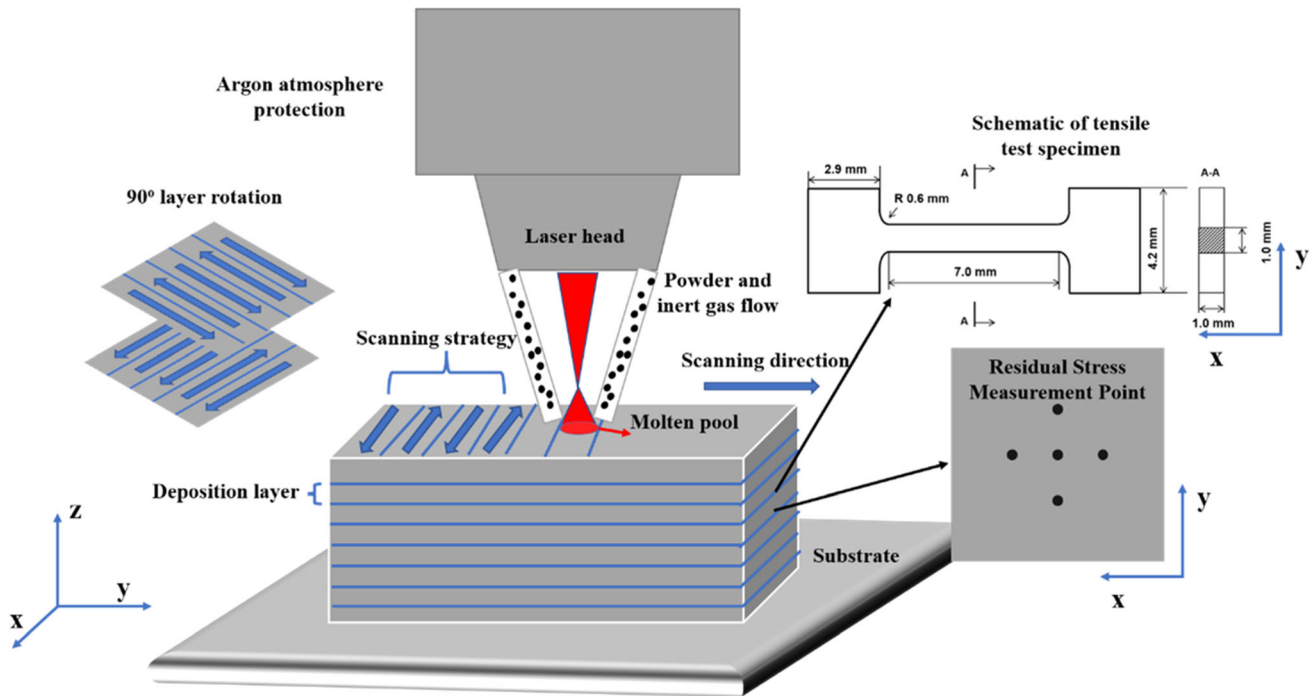 Argon atmosphere
protection
90° layer rotation
Laser head
Powder and
inert gas flow
Scanning strategy
Scanning direction
Molten pool
Deposition layer
Substrate
z
y
x
Schematic of tensile
test specimen
2.9 mm
A
A-A
R 0.6 mm
7.0 mm
4.2 mm
1.0 mm
A
1.0 mm
y
x
Residual Stress
Measurement Point
y
x